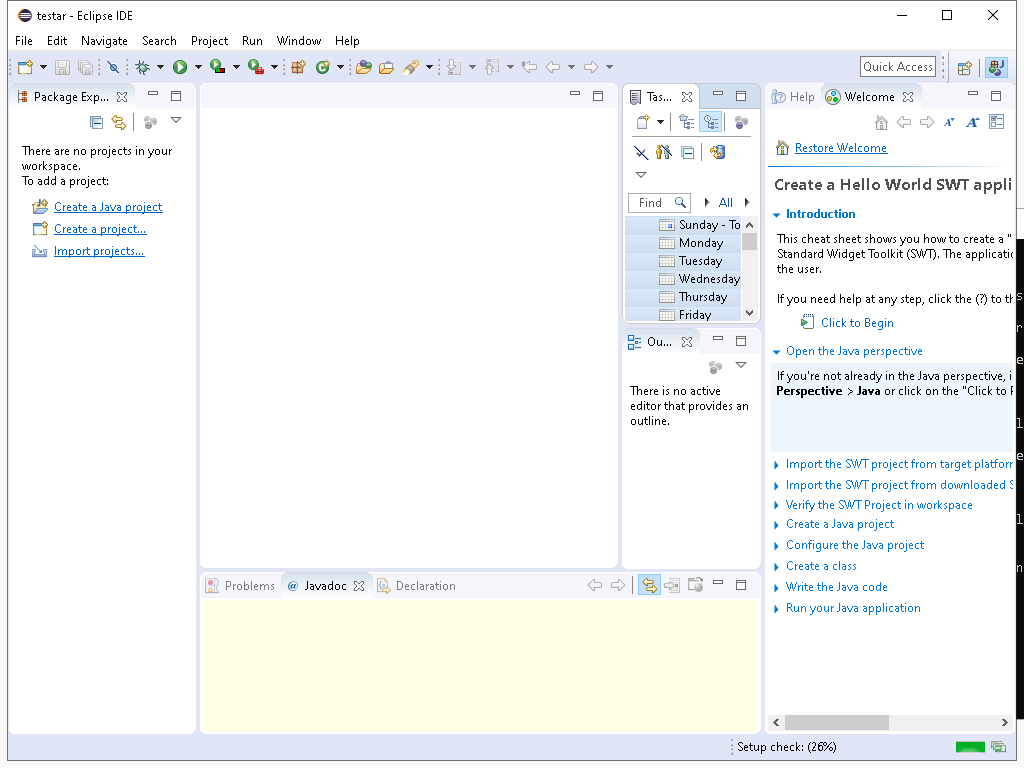 testar - Eclipse IDE
File Edit Navigate Search Project Run Window Help
Quick Access
Package Exp...
There are no projects in your
workspace.
To add a project:
Create a Java project
Create a project...
Import projects...
Tas...
Find
All
Sunday - To
Monday
Tuesday
Wednesday
Thursday
Friday
Ou...
There is no active
editor that provides an
outline.
Help Welcome
Restore Welcome
Create a Hello World SWT appli
Introduction
This cheat sheet shows you how to create a "
Standard Widget Toolkit (SWT). The applicatio
the user.
If you need help at any step, click the (?) to th
Click to Begin
Open the Java perspective
If you're not already in the Java perspective, i
Perspective > Java or click on the "Click to P
Import the SWT project from target platform
Import the SWT project from downloaded S
Verify the SWT Project in workspace
Create a Java project
Configure the Java project
Create a class
Write the Java code
Run your Java application
Problems @ Javadoc Declaration
Setup check: (26%)